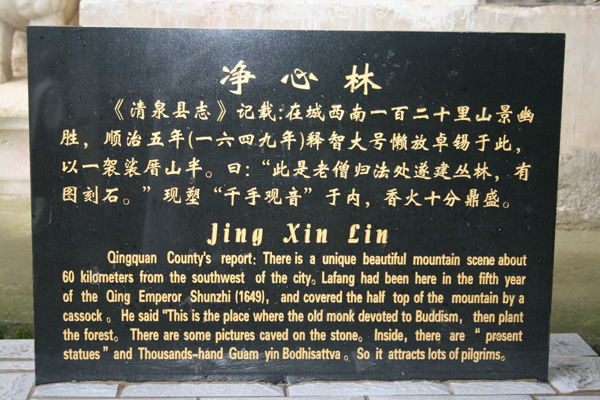 净心林
《清泉县志》记载:在城西南一百二十里山景幽
胜，顺治五年(一六四九年)释智大号懒放卓锡于此，
以一袈裟厝山半。曰：“此是老僧归法处遂建丛林，有
图刻石。”现塑“千手观音”于内，香火十分鼎盛。
Jing Xin Lin
Qingquan County's report: There is a unique beautiful mountain scene about
60 kilometers from the southwest of the city. Lafang had been here in the fifth year
of the Qing Emperor Shunzhi (1649), and covered the half top of the mountain by a
cassock 。 He said "This is the place where the old monk devoted to Buddism, then plant
the forest. There are some pictures caved on the stone. Inside, there are “ present
statues” and Thousands-hand Guam yin Bodhisattva 。 So it attracts lots of pilgrims。